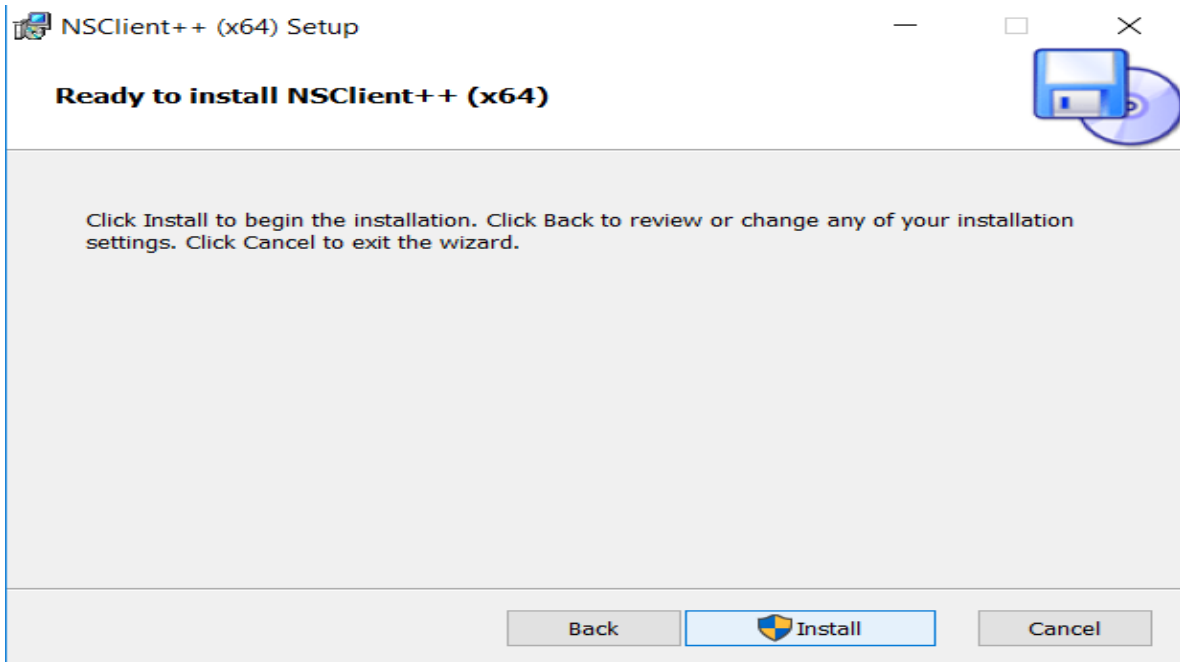 NSClient++ (x64) Setup
Ready to install NSClient++ (x64)
Click Install to begin the installation. Click Back to review or change any of your installation
settings. Click Cancel to exit the wizard.
Back
Install
Cancel